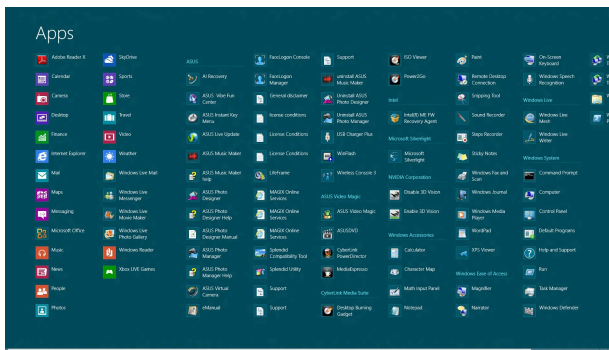 Apps
Adobe Reader X
Calendar
Camera
Desktop
Finance
Internet Explorer
Mail
Maps
Messaging
Microsoft Office
Music
News
People
Photos
SkyDrive
Sports
Store
Travel
Video
Weather
Windows Live Mail
Windows Live
Messenger
Windows Live
Movie Maker
Windows Live
Photo Gallery
Windows Reader
Xbox LIVE Games
ASUS
AI Recovery
ASUS Vibe Fun
Center
ASUS Instant Key
Menu
ASUS Live Update
ASUS Music Maker
ASUS Music Maker
help
ASUS Photo
Designer
ASUS Photo
Designer Help
ASUS Photo
Designer Manual
ASUS Photo
Manager
ASUS Photo
Manager Help
ASUS Virtual
Camera
eManual
FaceLogon Console
FaceLogon
Manager
General disclaimer
license conditions
License Conditions
License Conditions
LifeFrame
MAGIX Online
Services
MAGIX Online
Services
MAGIX Online
Services
Splendid
Compatibility Tool
Splendid Utility
Support
Support
Support
uninstall ASUS
Music Maker
Uninstall ASUS
Photo Designer
Uninstall ASUS
Photo Manager
USB Charger Plus
WinFlash
Wireless Console 3
ASUS Video Magic
ASUS Video Magic
ASUSDVD
CyberLink
PowerDirector
MediaEspresso
CyberLink Media Suite
Desktop Burning
Gadget
ISO Viewer
Power2Go
Intel
Intel(R) ME FW
Recovery Agent
Microsoft Silverlight
Microsoft
Silverlight
NVIDIA Corporation
Disable 3D Vision
Enable 3D Vision
Windows Accessories
Calculator
Character Map
Math Input Panel
Notepad
Paint
Remote Desktop
Connection
Snipping Tool
Sound Recorder
Steps Recorder
Sticky Notes
Windows Fax and
Scan
Windows Journal
Windows Media
Player
WordPad
XPS Viewer
Windows Ease of Access
Magnifier
Narrator
On-Screen
Keyboard
Windows Speech
Recognition
Windows Live
Windows Live
Mesh
Windows Live
Writer
Windows System
Command Prompt
Computer
Control Panel
Default Programs
Help and Support
Run
Task Manager
Windows Defender